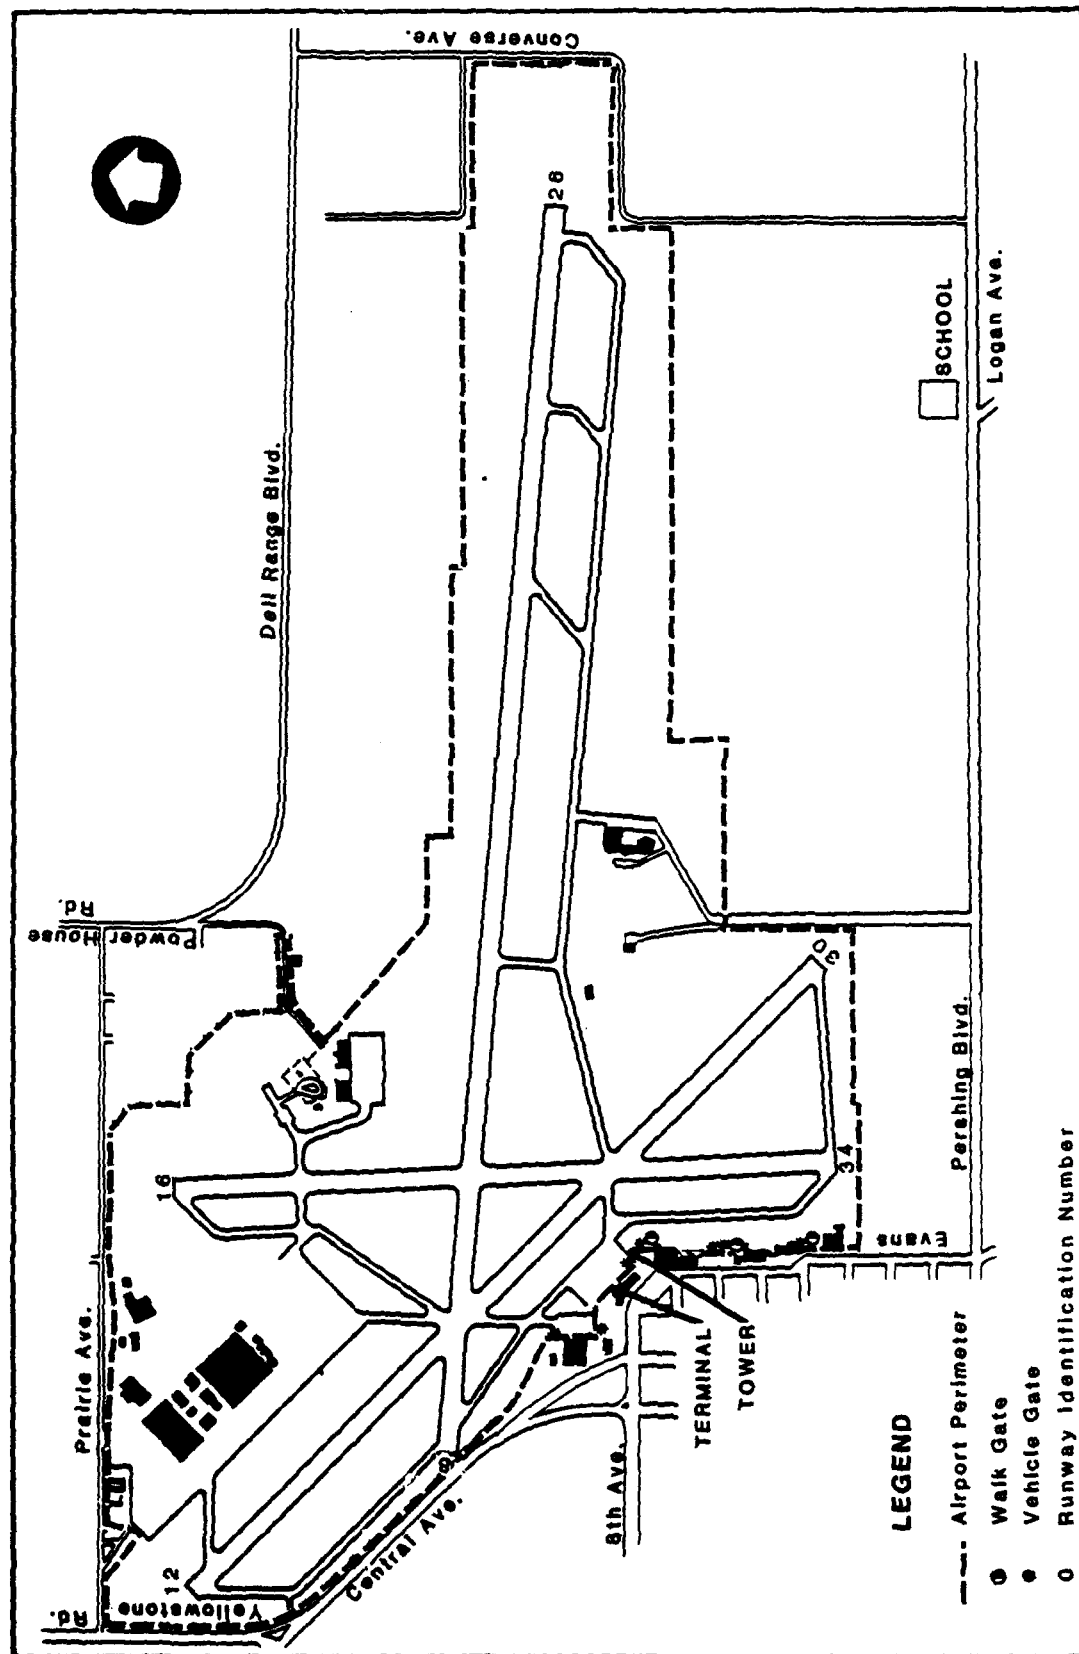 Converse Ave.
Dell Range Blvd.
Powder House
Rd.
Prairie Ave.
Yellowstone
Rd.
Central Ave.
8th Ave.
Evans
Pershing Blvd.
Logan Ave.
SCHOOL
TERMINAL
TOWER
12
16
26
30
34
8
LEGEND
Airport Perimeter
Walk Gate
Vehicle Gate
Runway Identification Number